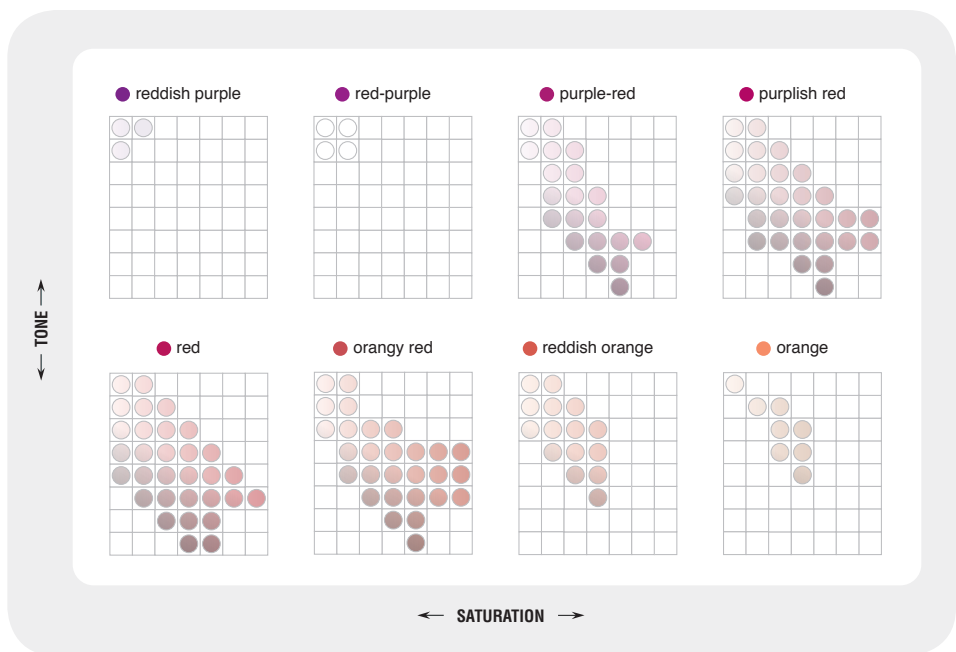 reddish purple
red-purple
purple-red
purplish red
TONE
red
orangy red
reddish orange
orange
SATURATION